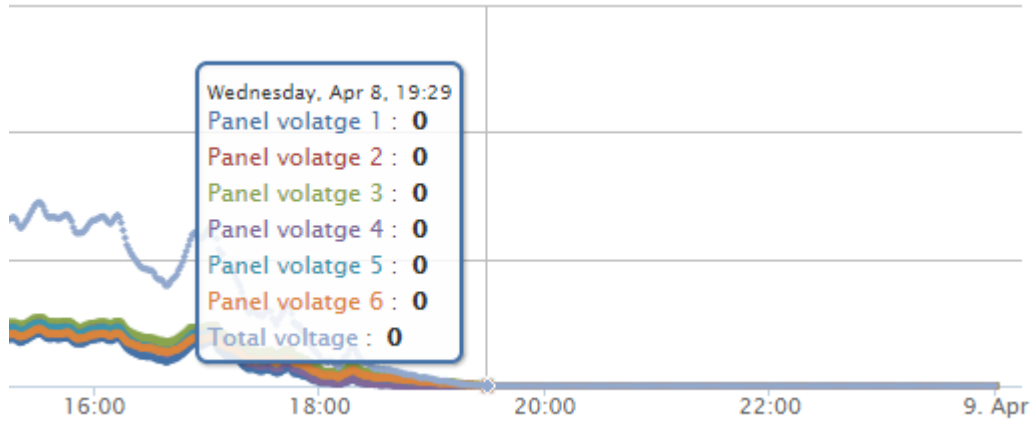 Wednesday, Apr 8, 19:29
Panel volatge 1 : 0
Panel volatge 2 : 0
Panel volatge 3 : 0
Panel volatge 4 : 0
Panel volatge 5 : 0
Panel volatge 6 : 0
Total voltage : 0
16:00 18:00 20:00 22:00 9. Apr